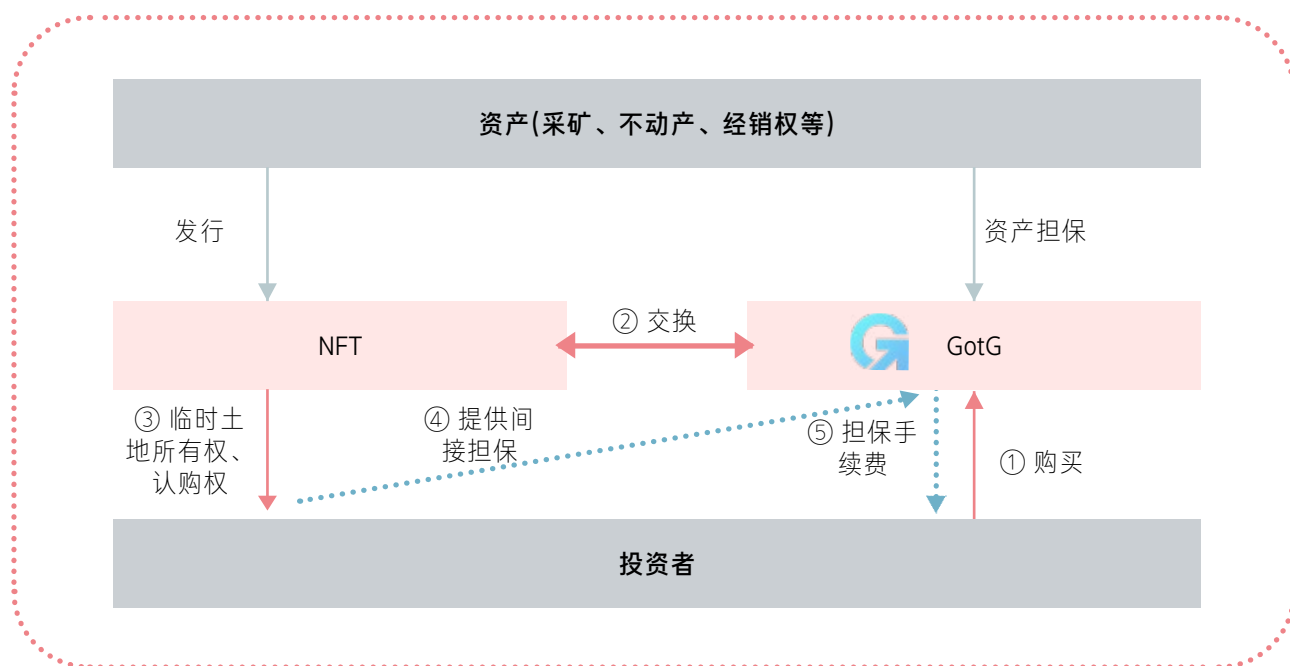 资产(采矿、不动产、经销权等)
发行
资产担保
② 交换
NFT
GotG
③ 临时土
地所有权、
认购权
④ 提供间
接担保
⑤ 担保手
续费
① 购买
投资者